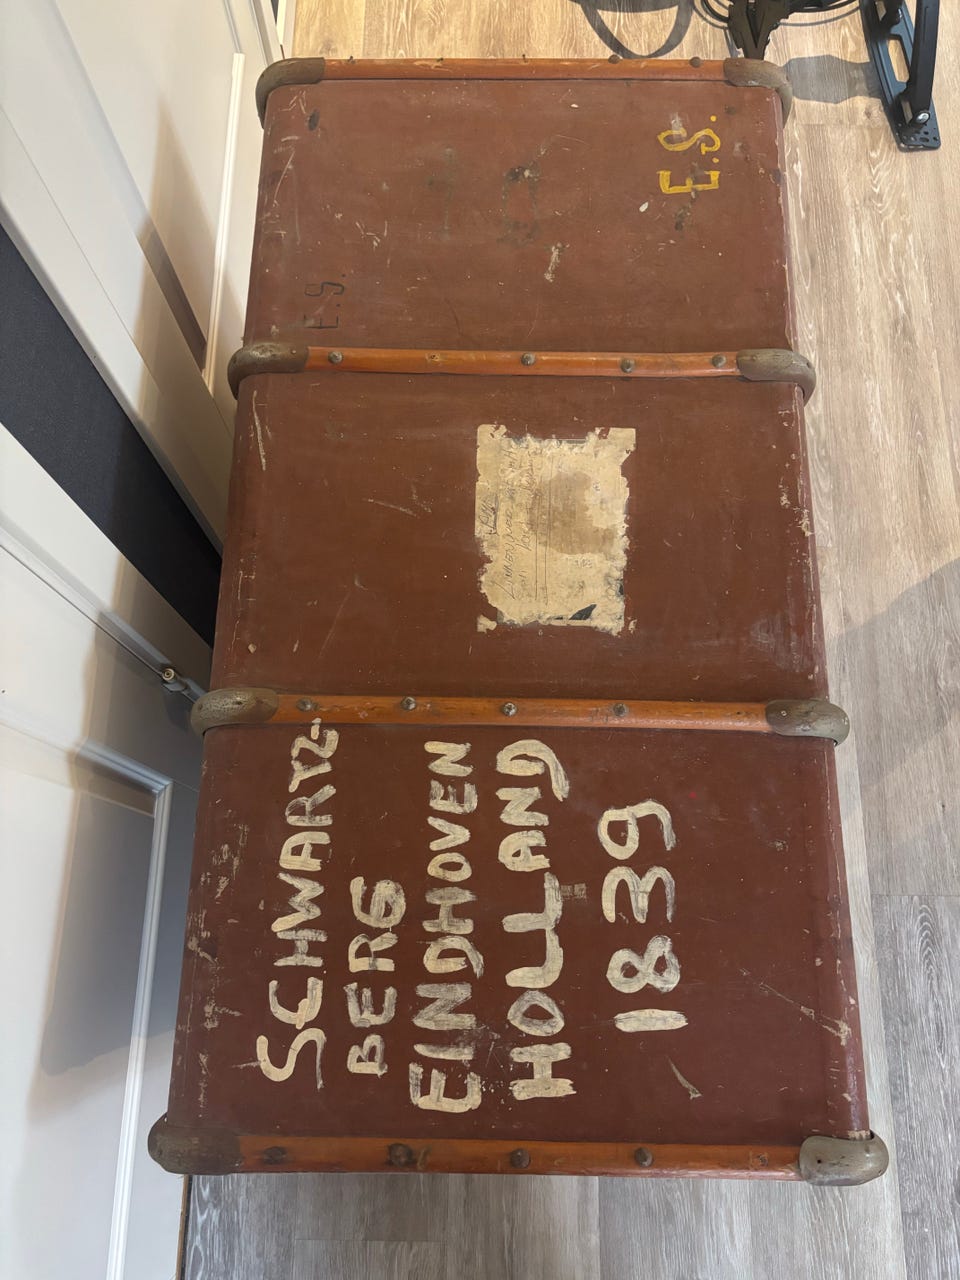 E.S.
E.S.
SCHWARTZ-
BERG
EINDHOVEN
HOLLAND
1839